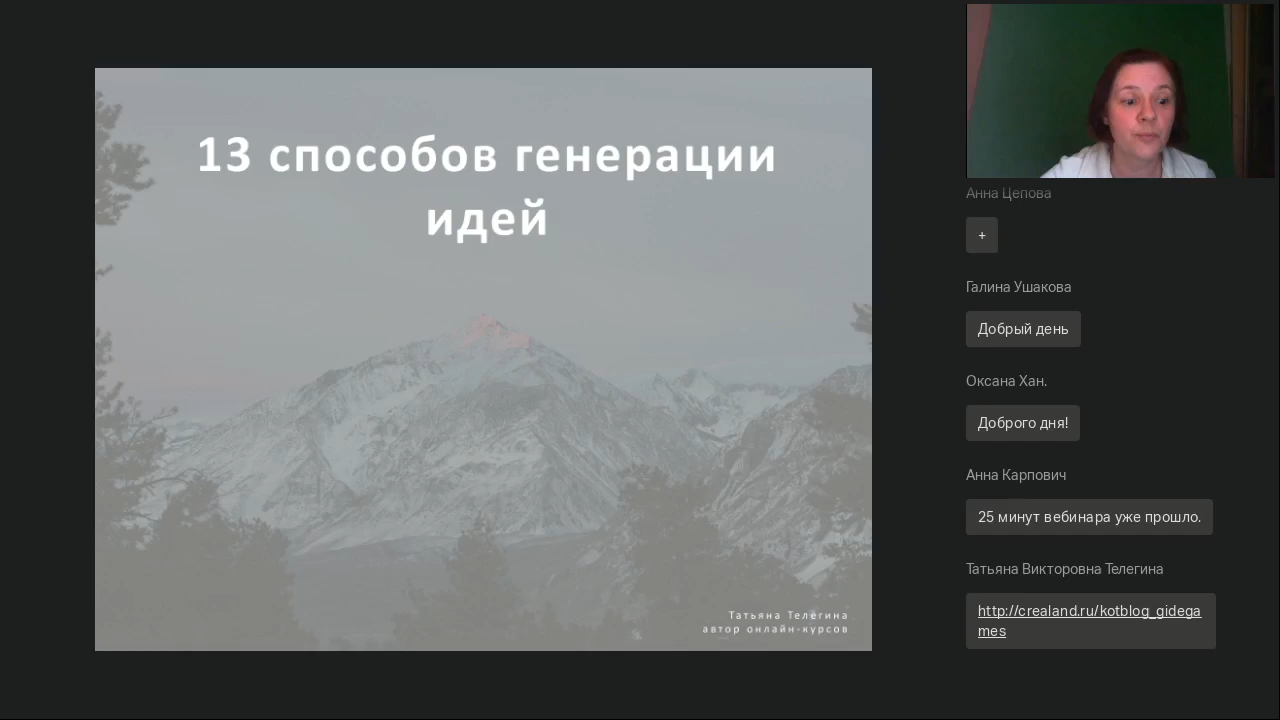 13 способов генерации
идей
Татьяна Телегина
автор онлайн-курсов
Анна Цепова
+
Галина Ушакова
Добрый день
Оксана Хан.
Доброго дня!
Анна Карпович
25 минут вебинара уже прошло.
Татьяна Викторовна Телегина
http://crealand.ru/kotblog_gidega
mes